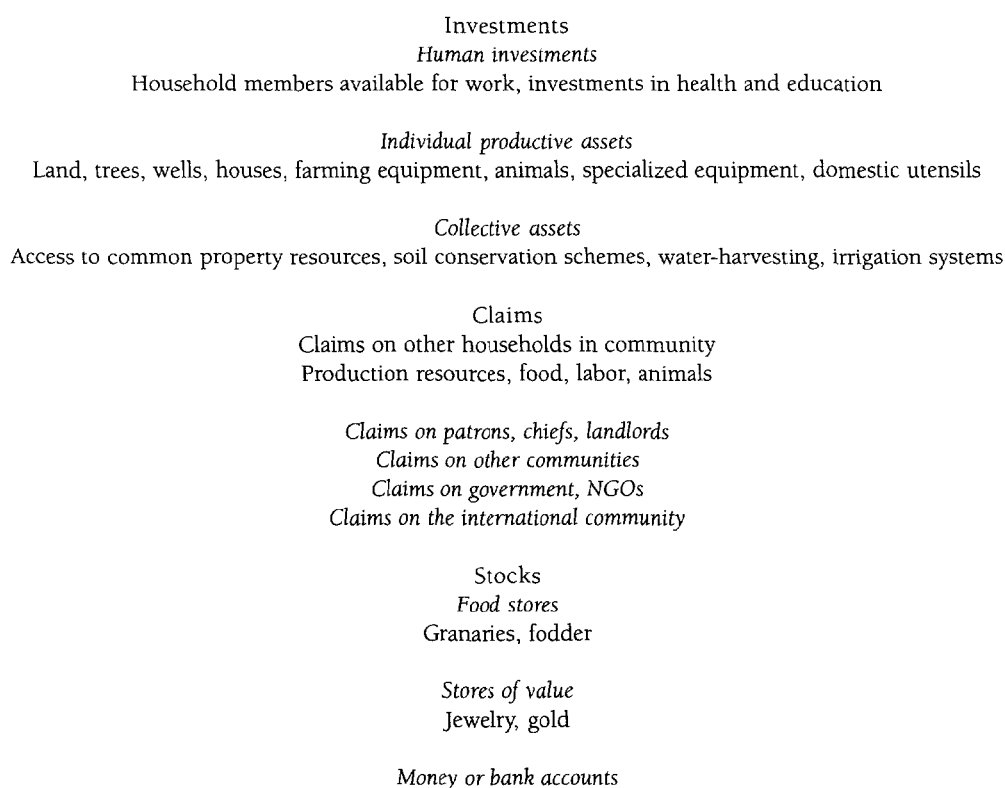 Investments
Human investments
Household members available for work, investments in health and education
Individual productive assets
Land, trees, wells, houses, farming equipment, animals, specialized equipment, domestic utensils
Collective assets
Access to common property resources, soil conservation schemes, water-harvesting, irrigation systems
Claims
Claims on other households in community
Production resources, food, labor, animals
Claims on patrons, chiefs, landlords
Claims on other communities
Claims on government, NGOs
Claims on the international community
Stocks
Food stores
Granaries, fodder
Stores of value
Jewelry, gold
Money or bank accounts